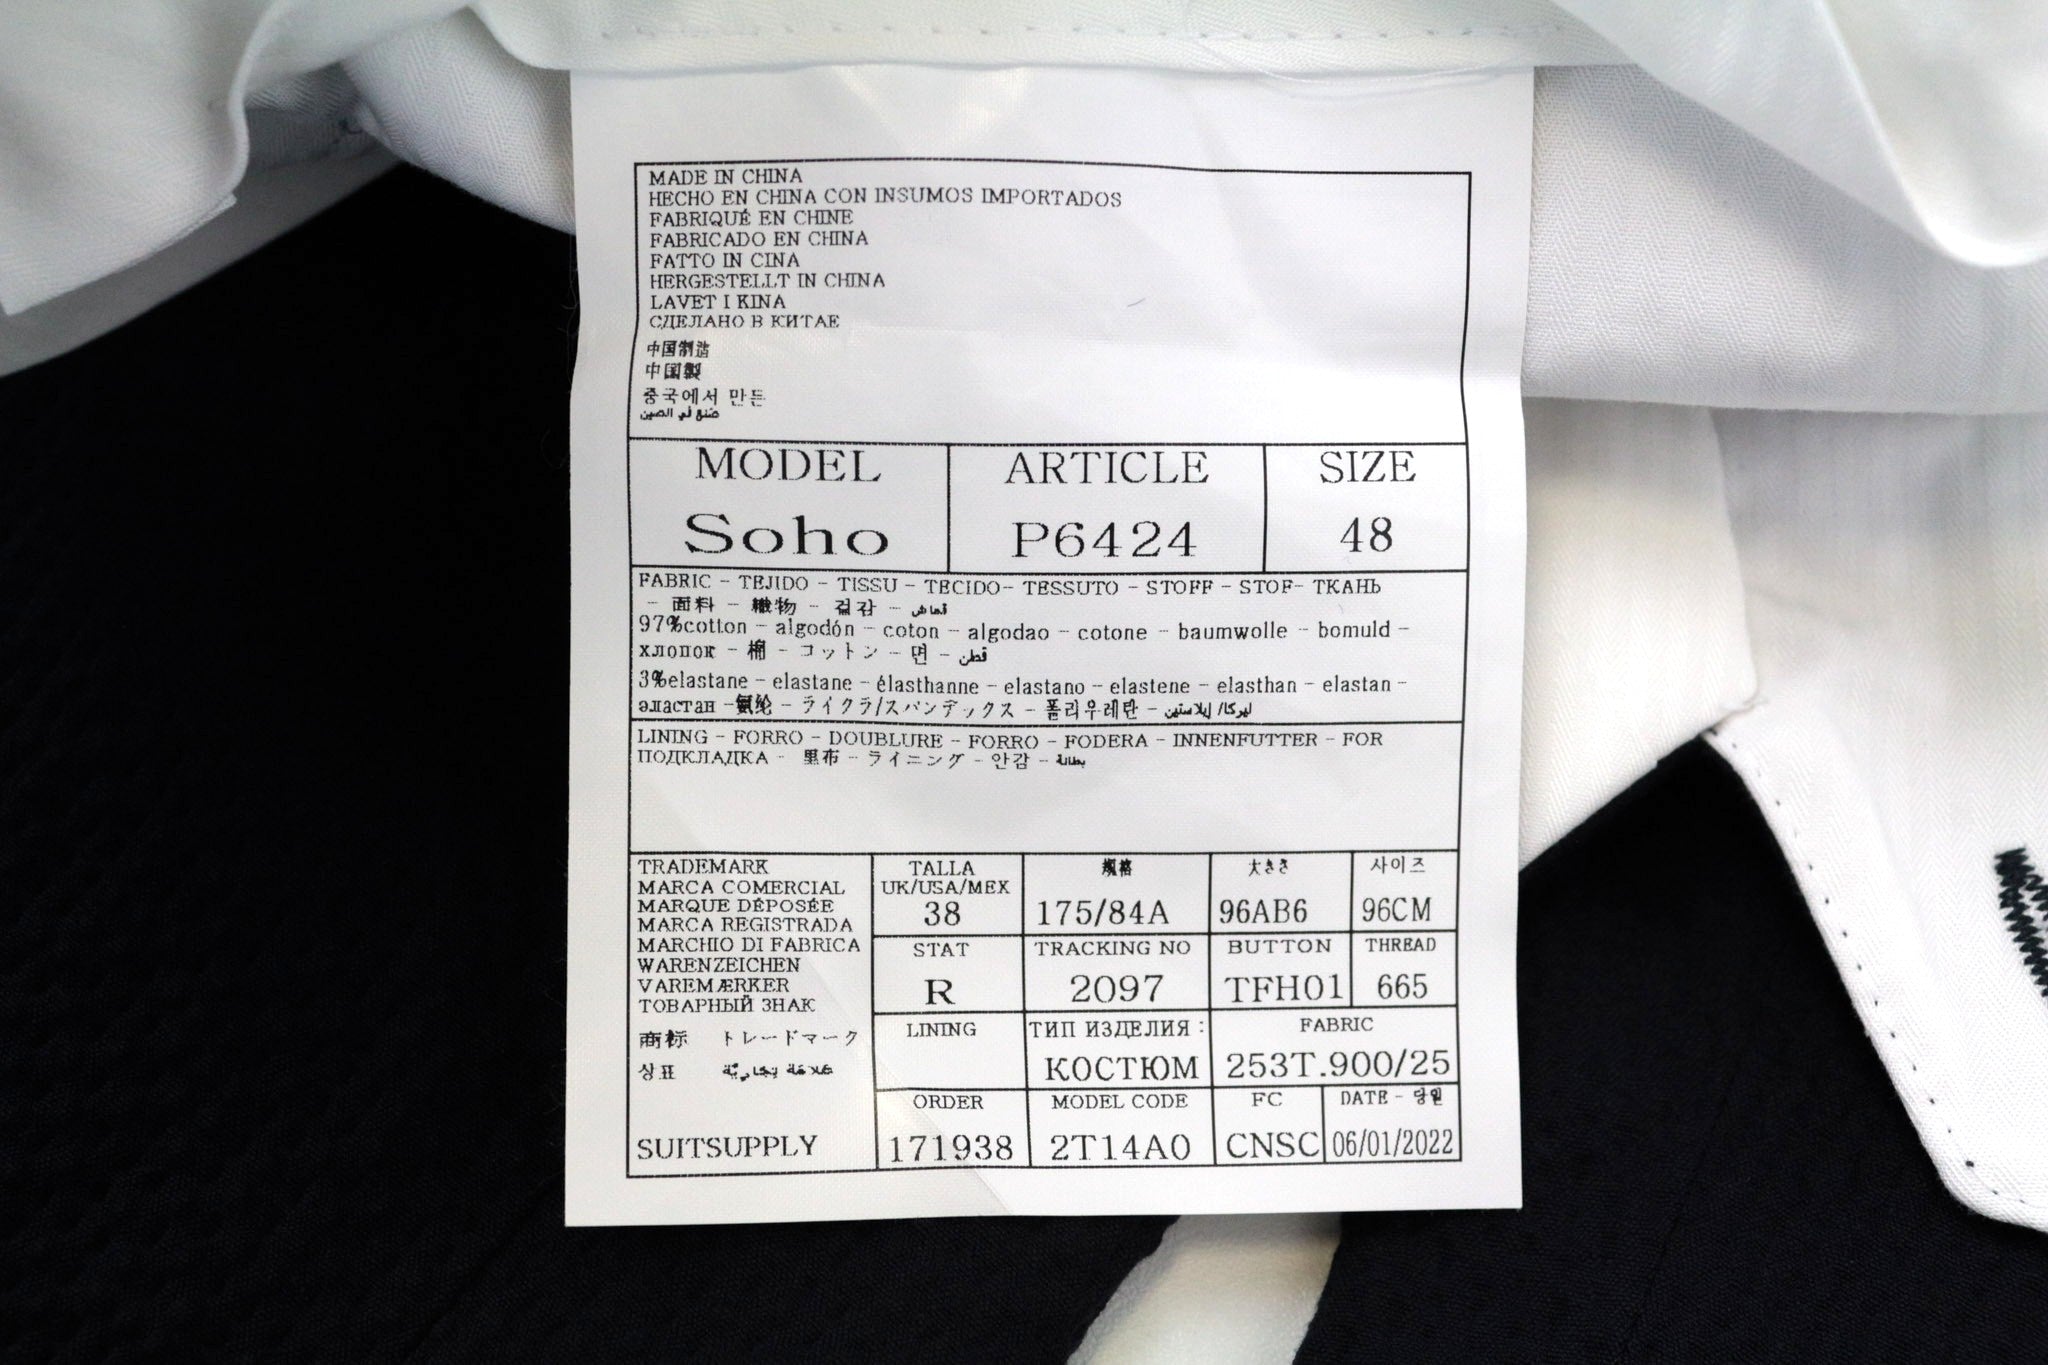 MADE IN CHINA
HECHO EN CHINA CON INSUMOS IMPORTADOS
FABRIQUÉ EN CHINE
FABRICADO EN CHINA
FATTO IN CINA
HERGESTELLT IN CHINA
LAVET I KINA
СДЕЛАНО В КИТАЕ
中国制造
中国製
중국에서 만든
صنع في الصين
MODEL ARTICLE SIZE
Soho P6424 48
FABRIC - TEJIDO - TISSU - TECIDO- TESSUTO - STOFF - STOF- ТКАНЬ
- 面料 - 織物 - 겉감 - قماش
97%cotton - algodón - coton - algodao - cotone - baumwolle - bomuld -
хлопок - 棉 - コットン - 면 - قطن
3%elastane - elastane - élasthanne - elastano - elastene - elasthan - elastan -
эластан -氨纶 - ライクラ/スパンデックス - 폴리우레탄 - ليركا/ إيلاستين
LINING - FORRO - DOUBLURE - FORRO - FODERA - INNENFUTTER - FOR
ПОДКЛАДКА - 里布 - ライニング - 안감 - بطانة
TRADEMARK
MARCA COMERCIAL
MARQUE DÉPOSÉE
MARCA REGISTRADA
MARCHIO DI FABRICA
WARENZEICHEN
VAREMÆRKER
ТОВАРНЫЙ ЗНАК
商标 トレードマーク
상표 علامة تجاريّة
SUITSUPPLY
TALLA 规格 大きさ 사이즈
UK/USA/MEX
38 175/84A 96AB6 96CM
STAT TRACKING NO BUTTON THREAD
R 2097 TFH01 665
LINING ТИП ИЗДЕЛИЯ: FABRIC
КОСТЮМ 253T.900/25
ORDER MODEL CODE FC DATE - 당일
171938 2T14A0 CNSC 06/01/2022